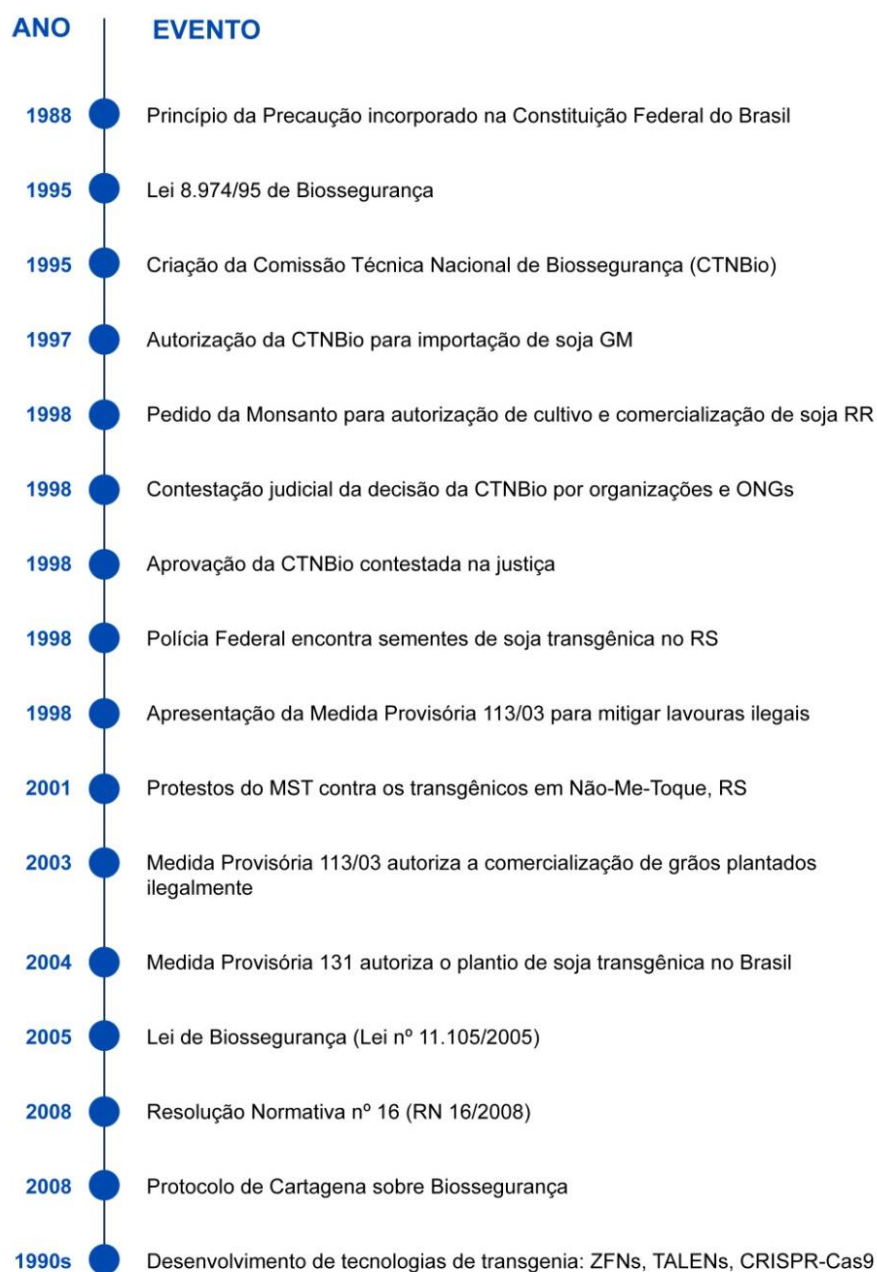 ANO EVENTO
1988 Princípio da Precaução incorporado na Constituição Federal do Brasil
1995 Lei 8.974/95 de Biossegurança
1995 Criação da Comissão Técnica Nacional de Biossegurança (CTNBio)
1997 Autorização da CTNBio para importação de soja GM
1998 Pedido da Monsanto para autorização de cultivo e comercialização de soja RR
1998 Contestação judicial da decisão da CTNBio por organizações e ONGs
1998 Aprovação da CTNBio contestada na justiça
1998 Polícia Federal encontra sementes de soja transgênica no RS
1998 Apresentação da Medida Provisória 113/03 para mitigar lavouras ilegais
2001 Protestos do MST contra os transgênicos em Não-Me-Toque, RS
2003 Medida Provisória 113/03 autoriza a comercialização de grãos plantados
ilegalmente
2004 Medida Provisória 131 autoriza o plantio de soja transgênica no Brasil
2005 Lei de Biossegurança (Lei nº 11.105/2005)
2008 Resolução Normativa nº 16 (RN 16/2008)
2008 Protocolo de Cartagena sobre Biossegurança
1990s Desenvolvimento de tecnologias de transgenia: ZFNs, TALENs, CRISPR-Cas9